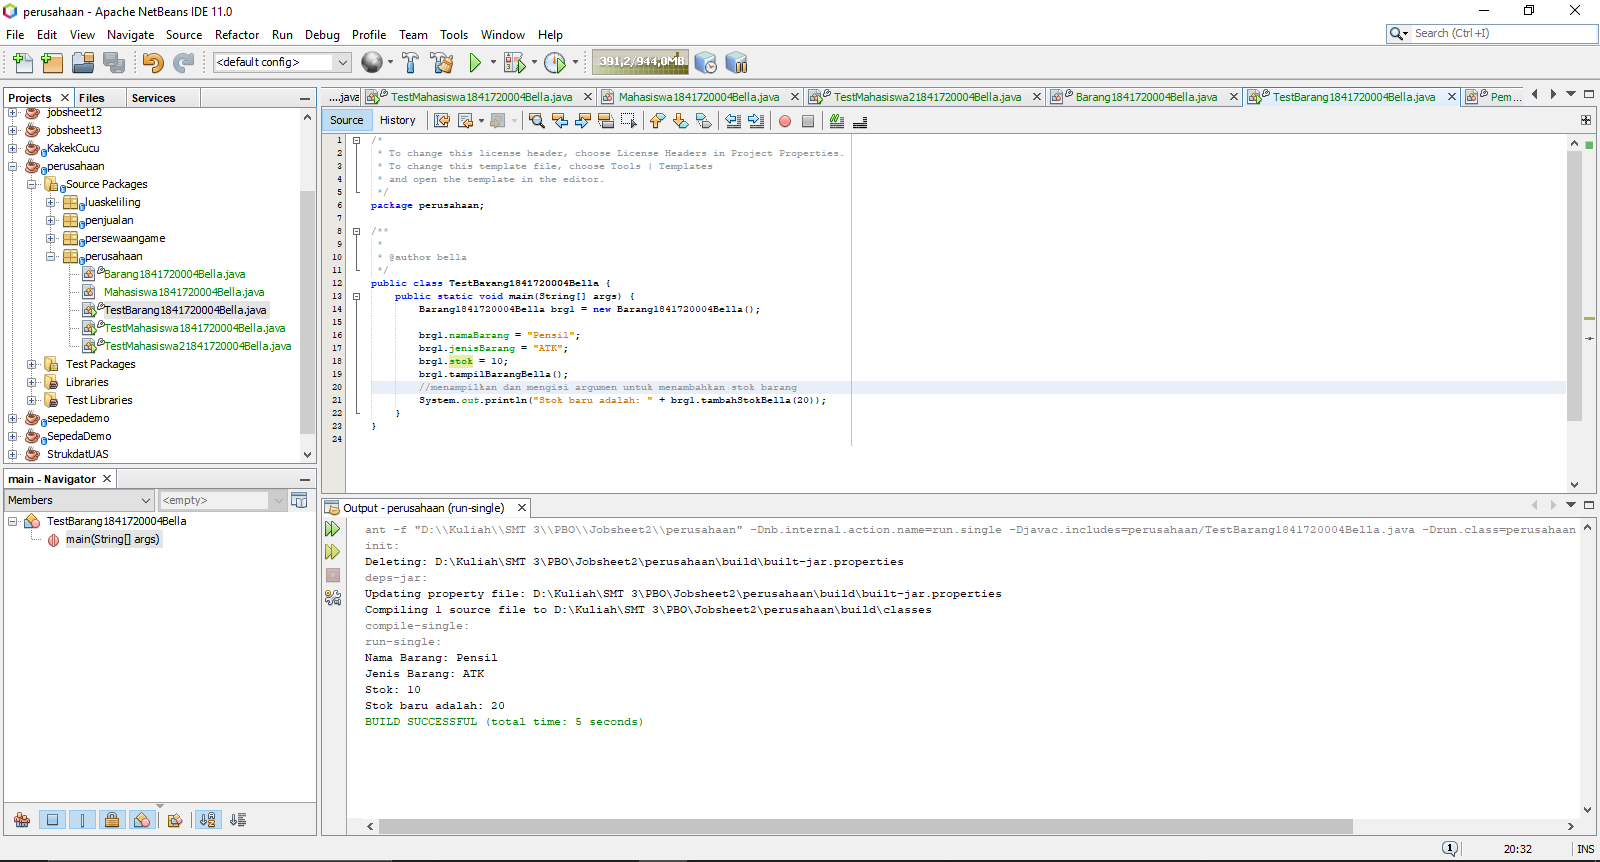 perusahaan - Apache NetBeans IDE 11.0
File Edit View Navigate Source Refactor Run Debug Profile Team Tools Window Help
Search (Ctrl+I)
<default config>
391,2/944,0MB
Projects Files Services
jobsheet12
jobsheet13
KakekCucu
perusahaan
Source Packages
luaskeliling
penjualan
persewaangame
perusahaan
Barang1841720004Bella.java
Mahasiswa1841720004Bella.java
TestBarang1841720004Bella.java
TestMahasiswa1841720004Bella.java
TestMahasiswa21841720004Bella.java
Test Packages
Libraries
Test Libraries
sepedademo
SepedaDemo
StrukdatUAS
main - Navigator
Members <empty>
TestBarang1841720004Bella
main(String[] args)
....java TestMahasiswa1841720004Bella.java Mahasiswa1841720004Bella.java TestMahasiswa21841720004Bella.java Barang1841720004Bella.java TestBarang1841720004Bella.java Pem...
Source History
1 /*
2 * To change this license header, choose License Headers in Project Properties.
3 * To change this template file, choose Tools | Templates
4 * and open the template in the editor.
5 */
6 package perusahaan;
7
8 /**
9 *
10 * @author bella
11 */
12 public class TestBarang1841720004Bella {
13 public static void main(String[] args) {
14 Barang1841720004Bella brg1 = new Barang1841720004Bella();
15
16 brg1.namaBarang = "Pensil";
17 brg1.jenisBarang = "ATK";
18 brg1.stok = 10;
19 brg1.tampilBarangBella();
20 //menampilkan dan mengisi argumen untuk menambahkan stok barang
21 System.out.println("Stok baru adalah: " + brg1.tambahStokBella(20));
22 }
23 }
24
Output - perusahaan (run-single)
ant -f "D:\\Kuliah\\SMT 3\\PBO\\Jobsheet2\\perusahaan" -Dnb.internal.action.name=run.single -Djavac.includes=perusahaan/TestBarang1841720004Bella.java -Drun.class=perusahaan
init:
Deleting: D:\Kuliah\SMT 3\PBO\Jobsheet2\perusahaan\build\built-jar.properties
deps-jar:
Updating property file: D:\Kuliah\SMT 3\PBO\Jobsheet2\perusahaan\build\built-jar.properties
Compiling 1 source file to D:\Kuliah\SMT 3\PBO\Jobsheet2\perusahaan\build\classes
compile-single:
run-single:
Nama Barang: Pensil
Jenis Barang: ATK
Stok: 10
Stok baru adalah: 20
BUILD SUCCESSFUL (total time: 5 seconds)
1 20:32 INS